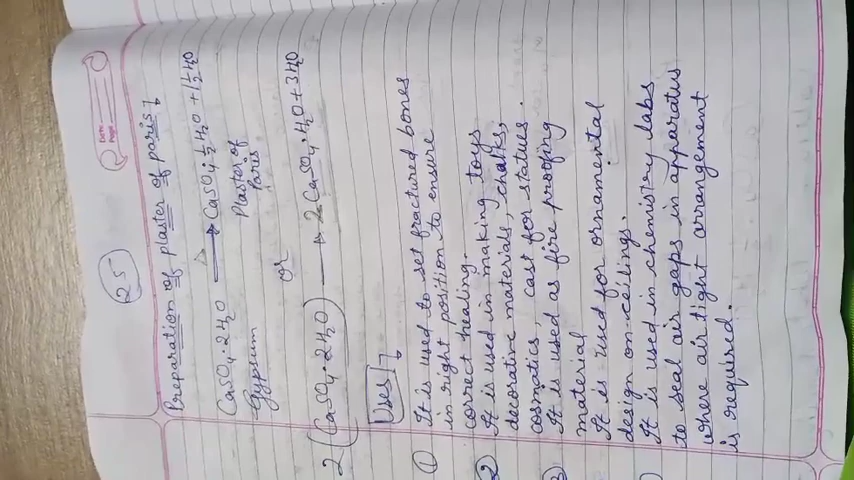 Date:
Page:
25
Preparation of plaster of paris
CaSO4·2H2O → CaSO4·½H2O + 1½H2O
Gypsum Plaster of
Paris
or
2(CaSO4·2H2O) → 2CaSO4·H2O + 3H2O
Uses
① It is used to set fractured bones
in right position to ensure
correct healing.
② It is used in making toys
decorative materials, chalks,
cosmatics, cast for statues.
③ It is used as fire proofing
material
It is used for ornamental
design on ceilings.
It is used in chemistry labs
to seal air gaps in apparatus
where air tight arrangement
is required.